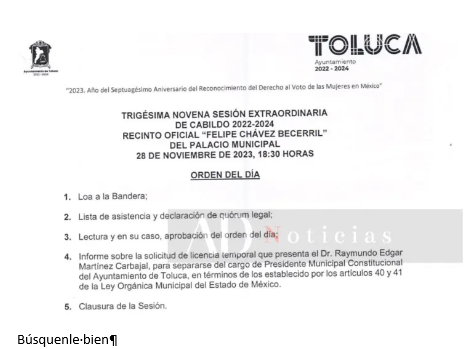 TOLUCA
Ayuntamiento
2022 - 2024
"2023. Año del Septuagésimo Aniversario del Reconocimiento del Derecho al Voto de las Mujeres en México"
TRIGÉSIMA NOVENA SESIÓN EXTRAORDINARIA
DE CABILDO 2022-2024
RECINTO OFICIAL "FELIPE CHÁVEZ BECERRIL"
DEL PALACIO MUNICIPAL
28 DE NOVIEMBRE DE 2023, 18:30 HORAS
ORDEN DEL DÍA
1. Loa a la Bandera;
2. Lista de asistencia y declaración de quórum legal;
3. Lectura y en su caso, aprobación del orden del día;
AD Noticias
4. Informe sobre la solicitud de licencia temporal que presenta el Dr. Raymundo Edgar
Martínez Carbajal, para separarse del cargo de Presidente Municipal Constitucional
del Ayuntamiento de Toluca, en términos de los establecido por los artículos 40 y 41
de la Ley Orgánica Municipal del Estado de México.
5. Clausura de la Sesión.
Búsquenle·bien¶